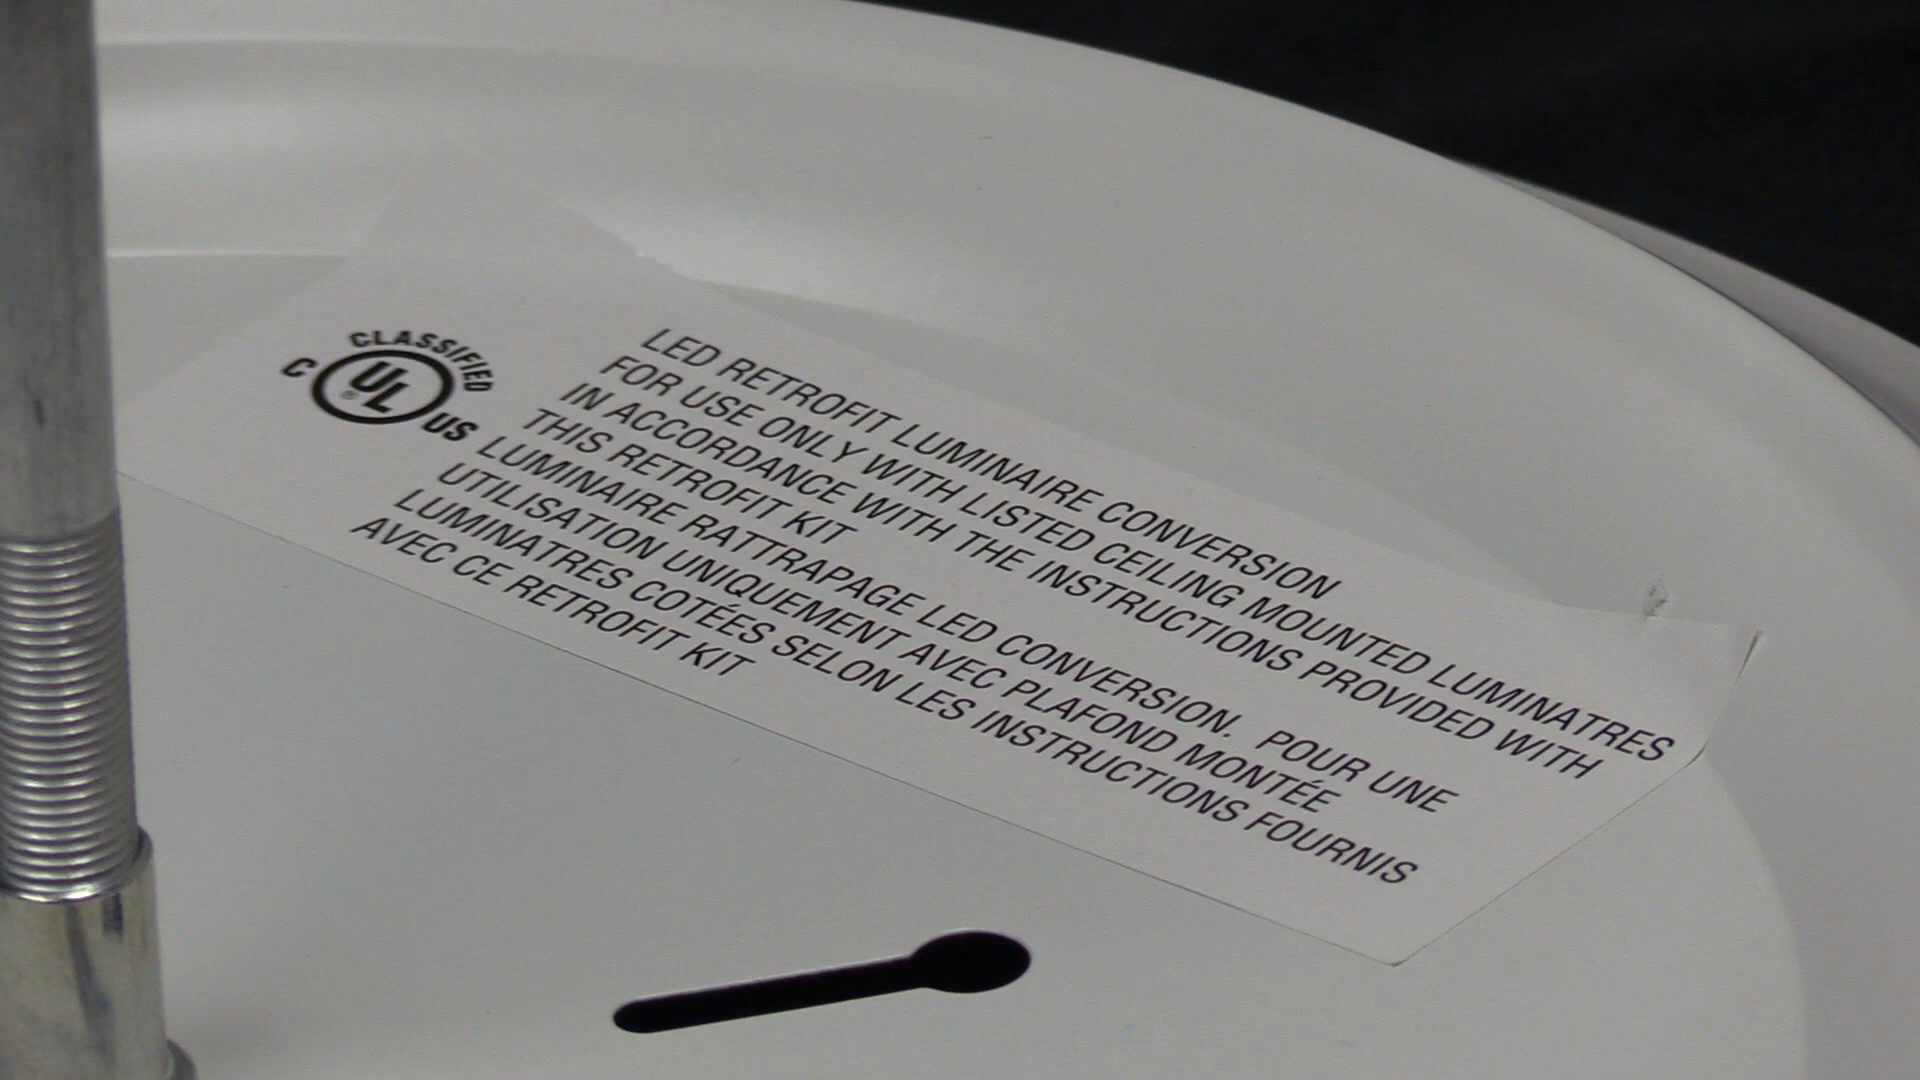 CLASSIFIED
C UL US
®
LED RETROFIT LUMINAIRE CONVERSION
FOR USE ONLY WITH LISTED CEILING MOUNTED LUMINATRES
IN ACCORDANCE WITH THE INSTRUCTIONS PROVIDED WITH
THIS RETROFIT KIT
LUMINAIRE RATTRAPAGE LED CONVERSION. POUR UNE
UTILISATION UNIQUEMENT AVEC PLAFOND MONTÉE
LUMINATRES COTÉES SELON LES INSTRUCTIONS FOURNIS
AVEC CE RETROFIT KIT